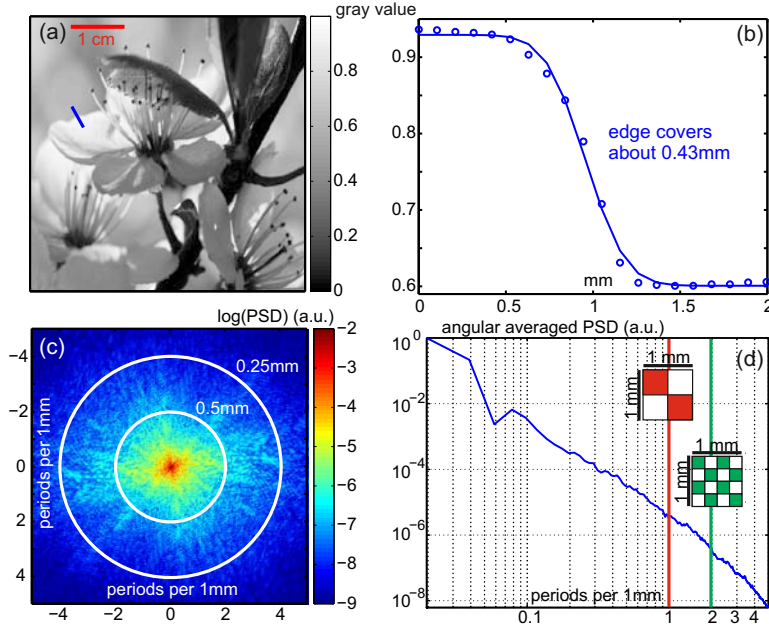 gray value
(a)
1 cm
0.8
0.6
0.4
0.2
0
(b)
0.9
0.8
0.7
0.6
edge covers
about 0.43mm
mm
0 0.5 1 1.5 2
log(PSD) (a.u.)
(c)
0.25mm
0.5mm
periods per 1mm
periods per 1mm
−4
−2
0
2
4
−4 −2 0 2 4
−2
−3
−4
−5
−6
−7
−8
−9
angular averaged PSD (a.u.)
(d)
1 mm
1 mm
1 mm
1 mm
10⁰
10⁻²
10⁻⁴
10⁻⁶
10⁻⁸
periods per 1mm
0.1 1 2 3 4